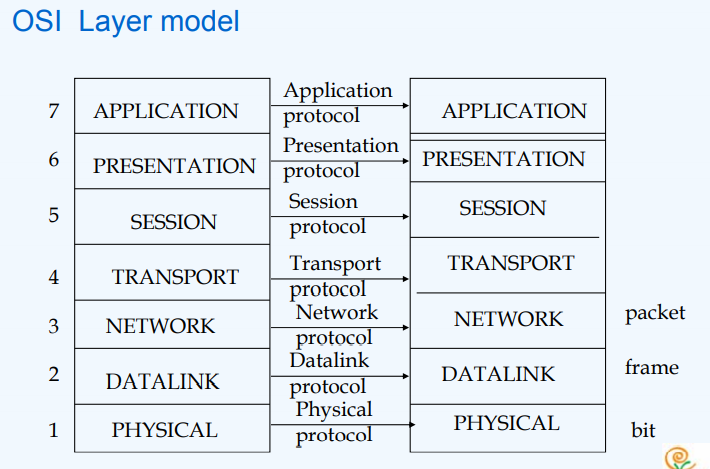 OSI Layer model
Application
7 APPLICATION protocol APPLICATION
Presentation
6 PRESENTATION protocol PRESENTATION
Session
5 SESSION protocol SESSION
Transport
4 TRANSPORT protocol TRANSPORT
Network
3 NETWORK protocol NETWORK packet
Datalink
2 DATALINK protocol DATALINK frame
Physical
1 PHYSICAL protocol PHYSICAL bit